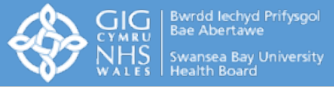 GIG
CYMRU
NHS
WALES
Bwrdd Iechyd Prifysgol
Bae Abertawe
Swansea Bay University
Health Board